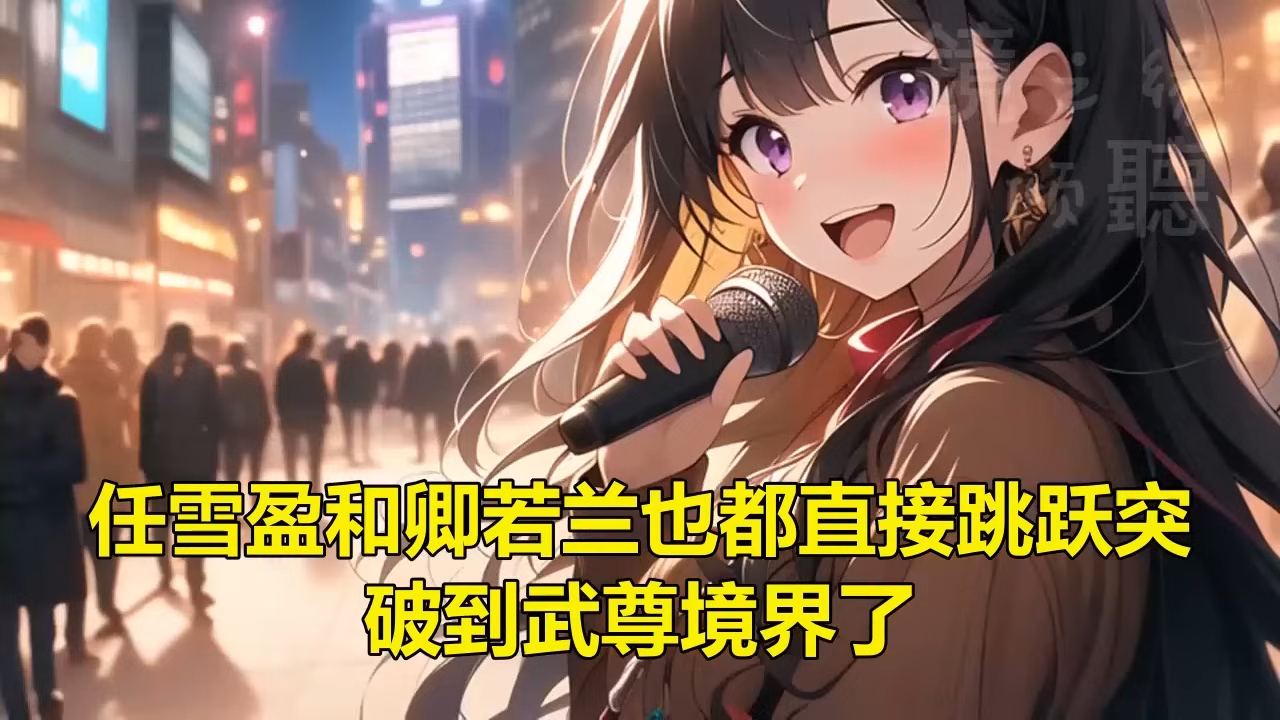 聽
任雪盈和卿若兰也都直接跳跃突
破到武尊境界了